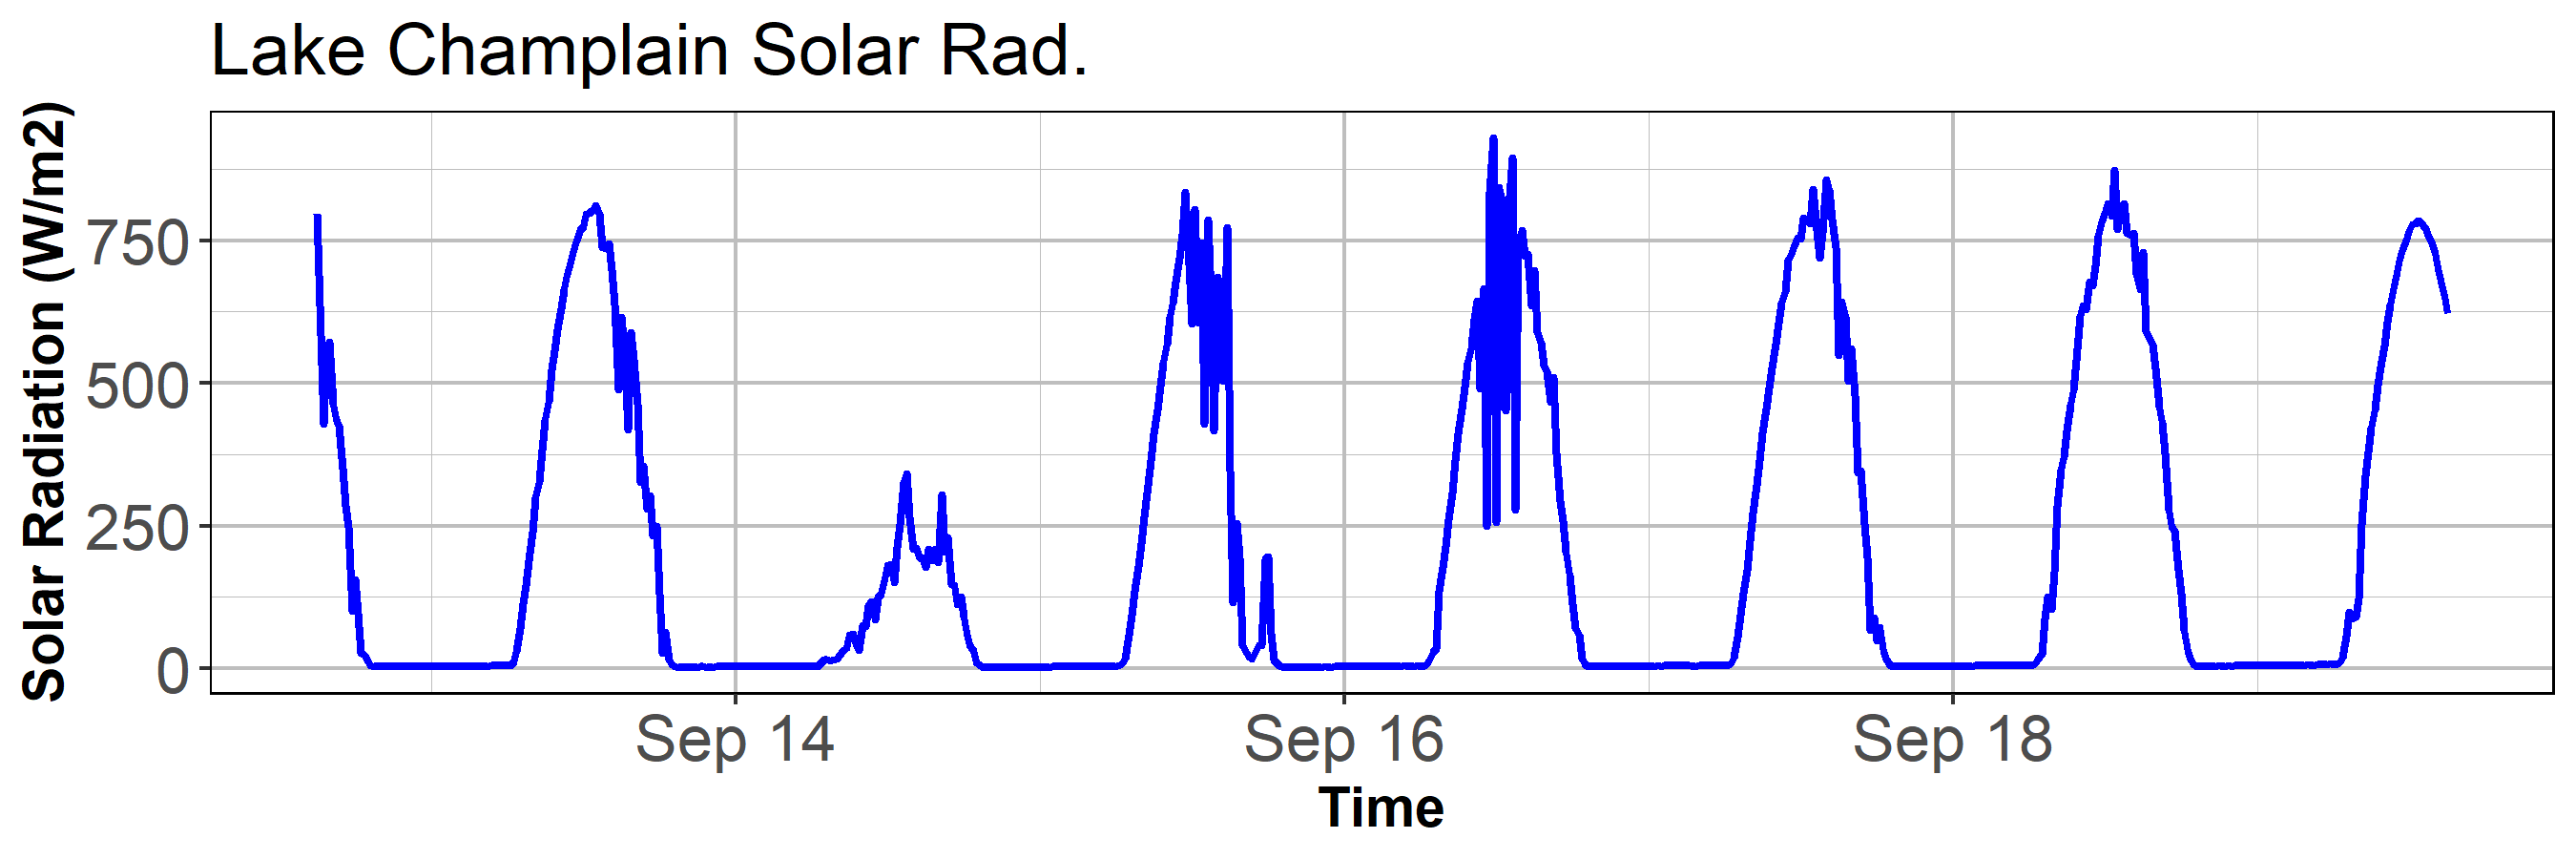 Lake Champlain Solar Rad.
Solar Radiation (W/m2)
750
500
250
0
Sep 14
Sep 16
Sep 18
Time